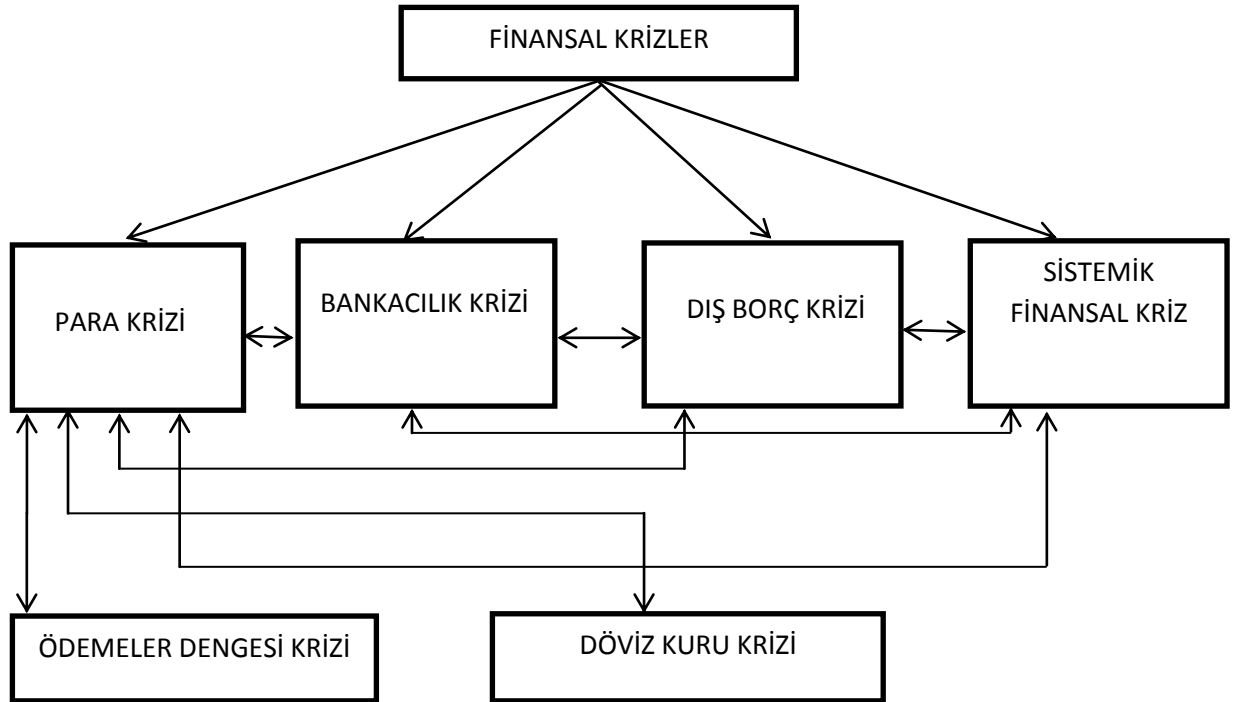 FİNANSAL KRİZLER
PARA KRİZİ
BANKACILIK KRİZİ
DIŞ BORÇ KRİZİ
SİSTEMİK
FİNANSAL KRİZ
ÖDEMELER DENGESİ KRİZİ
DÖVİZ KURU KRİZİ